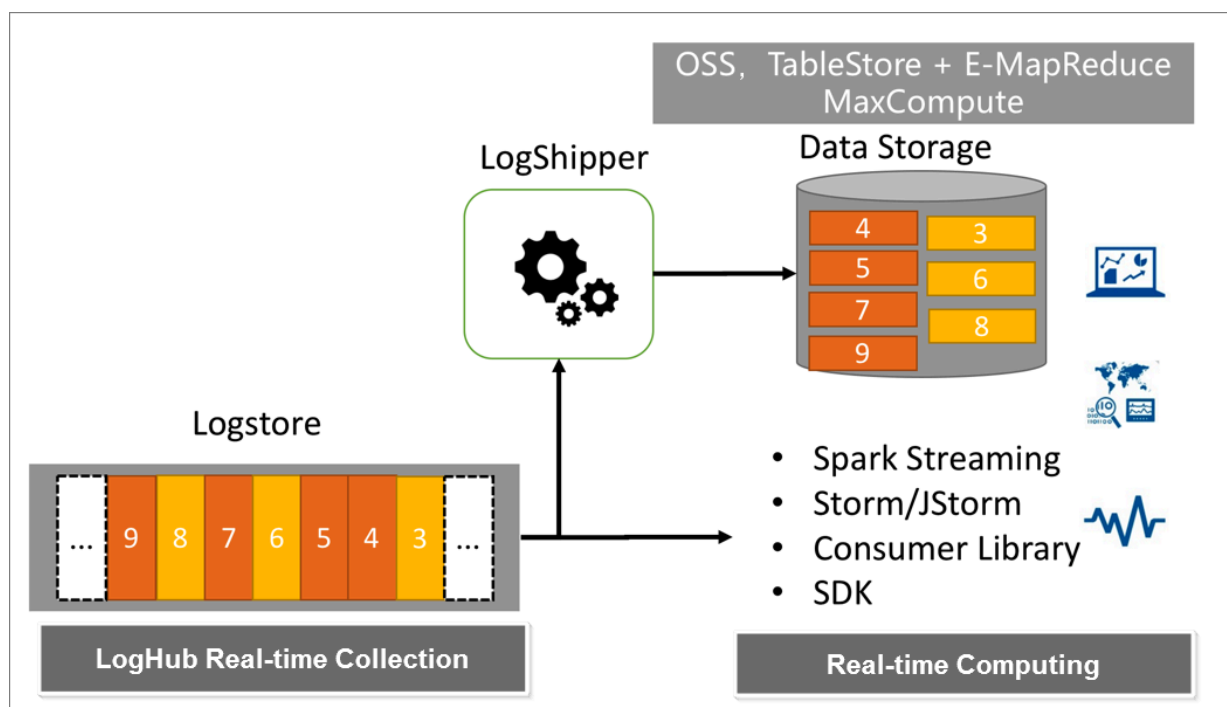 OSS, TableStore + E-MapReduce
MaxCompute
LogShipper
Data Storage
4
3
5
6
7
8
9
Logstore
... 9 8 7 6 5 4 3 ...
• Spark Streaming
• Storm/JStorm
• Consumer Library
• SDK
LogHub Real-time Collection
Real-time Computing